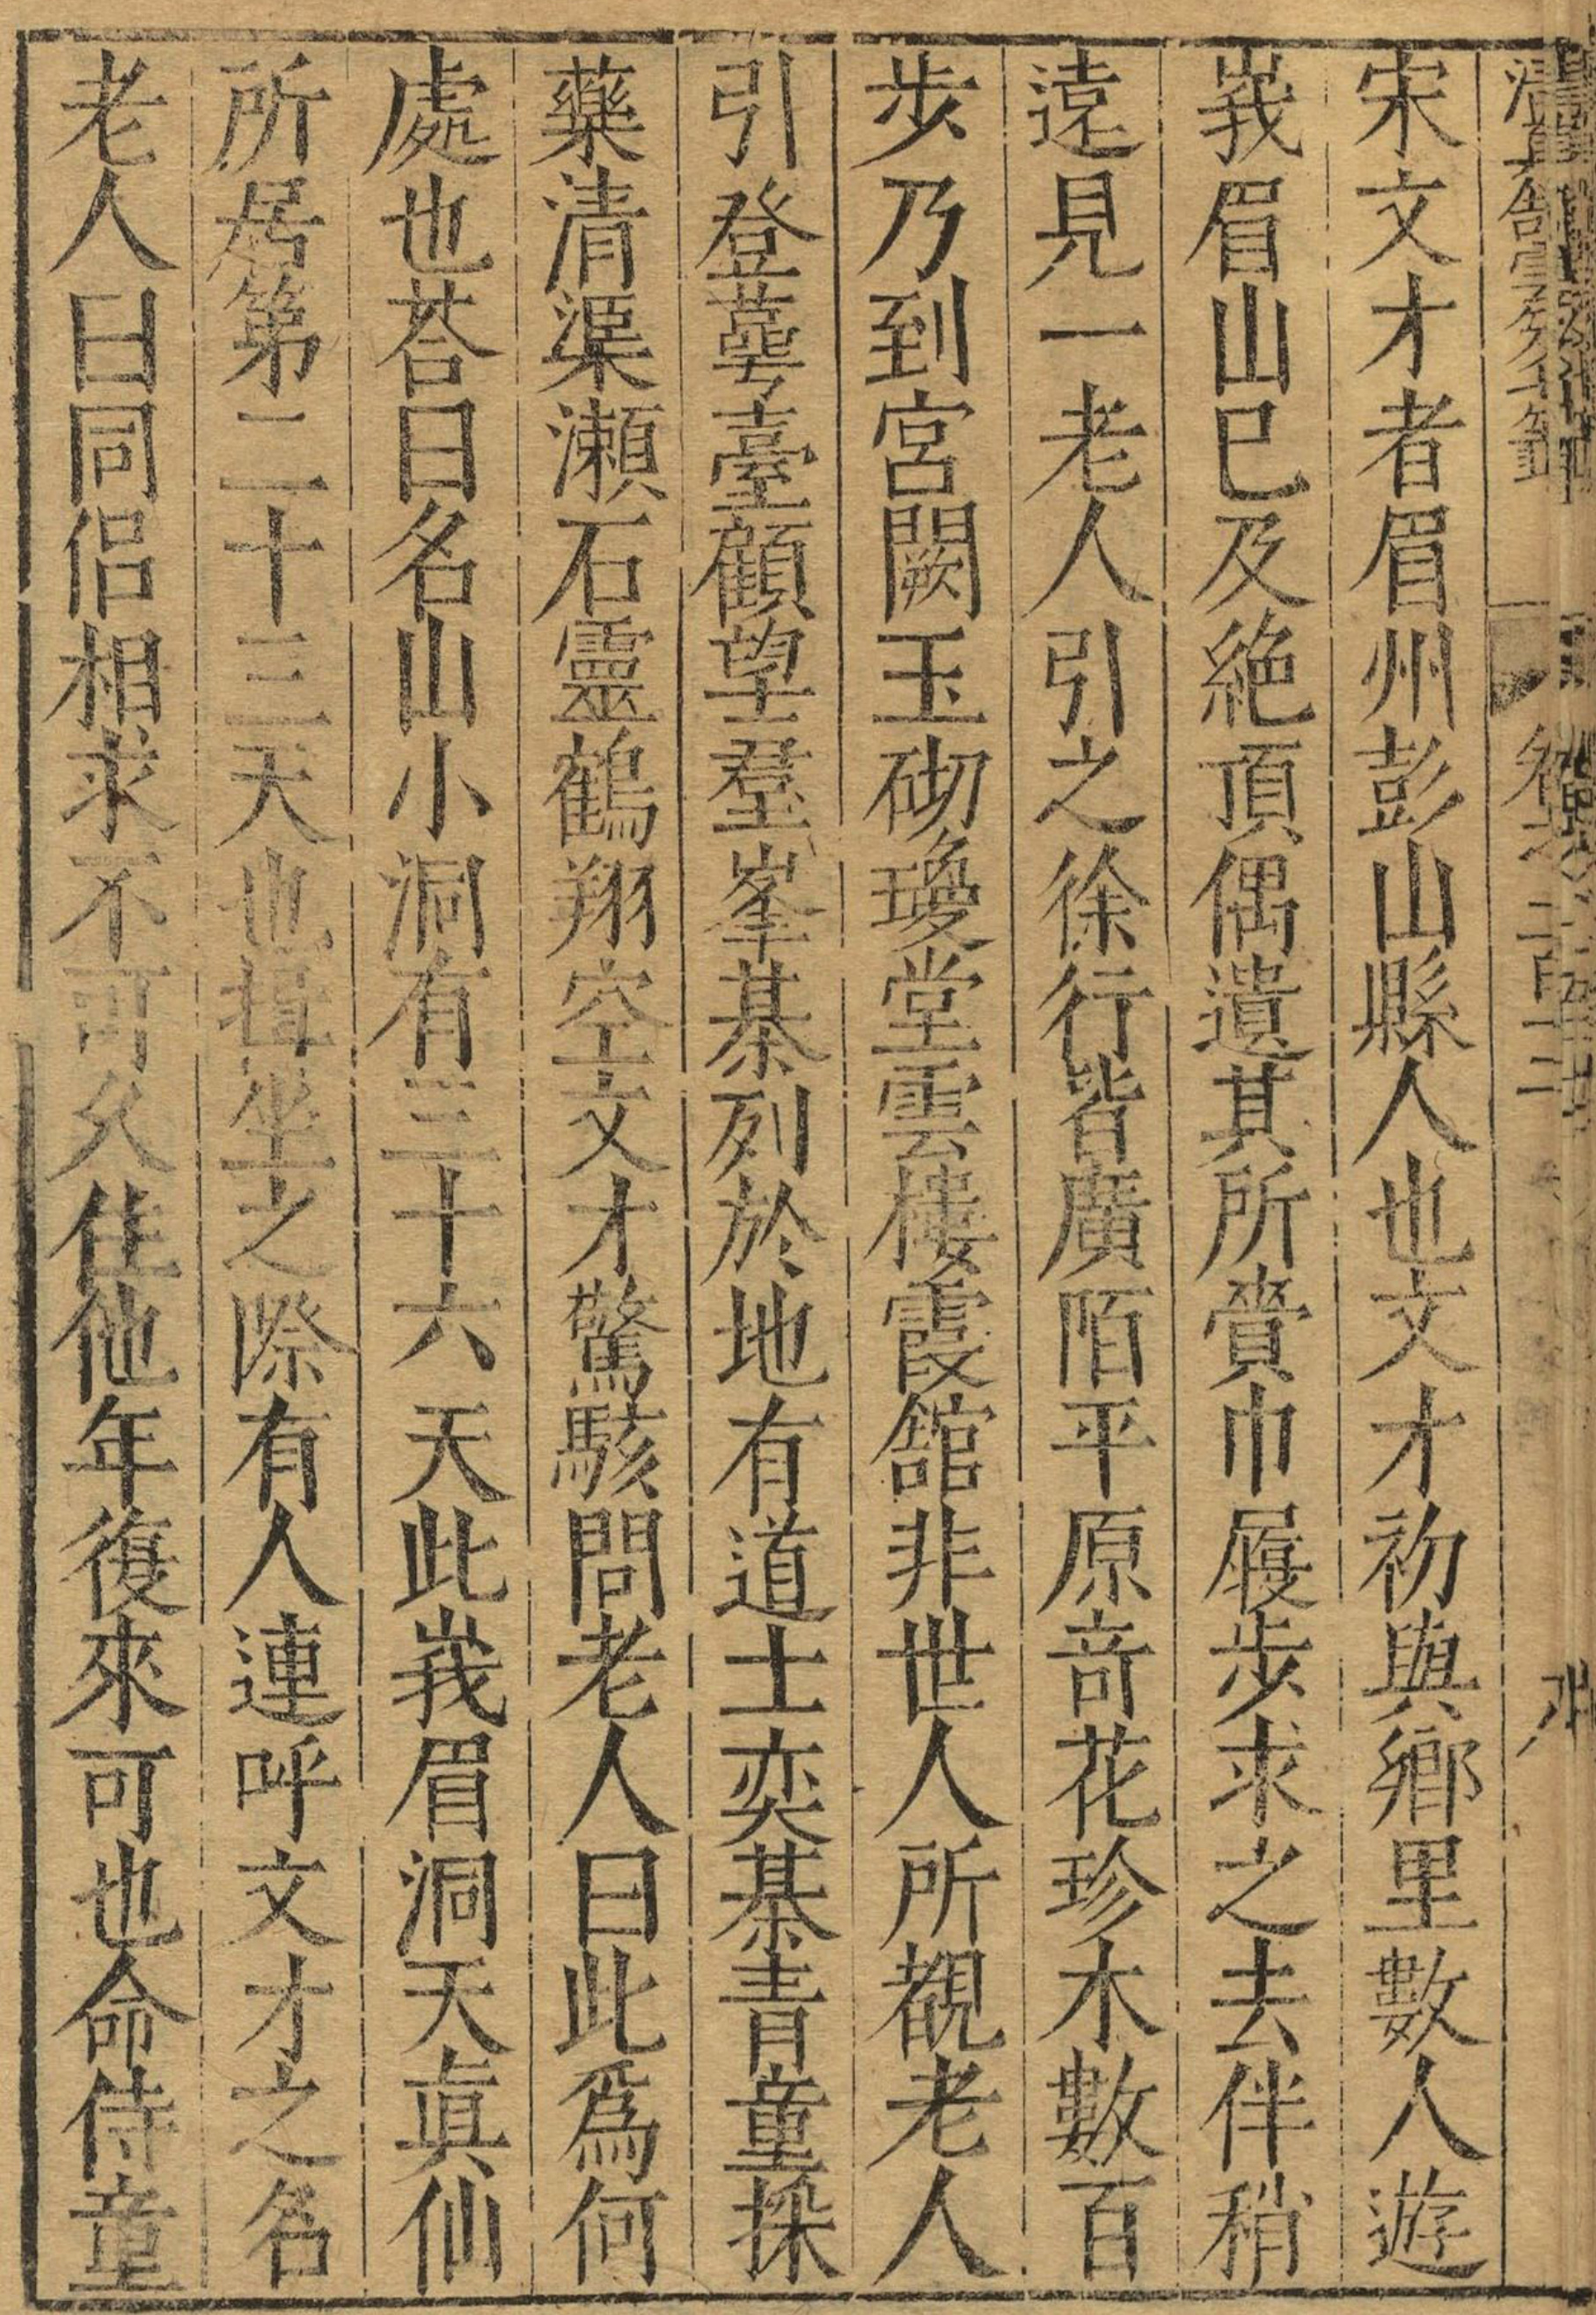 宋文才者眉州彭山縣人也文才初與鄉里數人遊
峩眉山已及絶頂偶遺其所賫巾屨步求之去伴稍
遠見一老人引之徐行皆廣陌平原竒花珍木數百
步乃到宮闕玉砌瓊堂雲樓霞舘非世人所覩老人
引登蕚臺顧望羣峯棊列於地有道士奕棊青童採
藥清渠瀬石靈鶴翔空文才驚駭問老人曰此爲何
處也荅曰名山小洞有三十六天此峩眉洞天眞仙
所居第二十三天也揖坐之際有人連呼文才之名
老人曰同侶相求不可久住他年復來可也命侍童